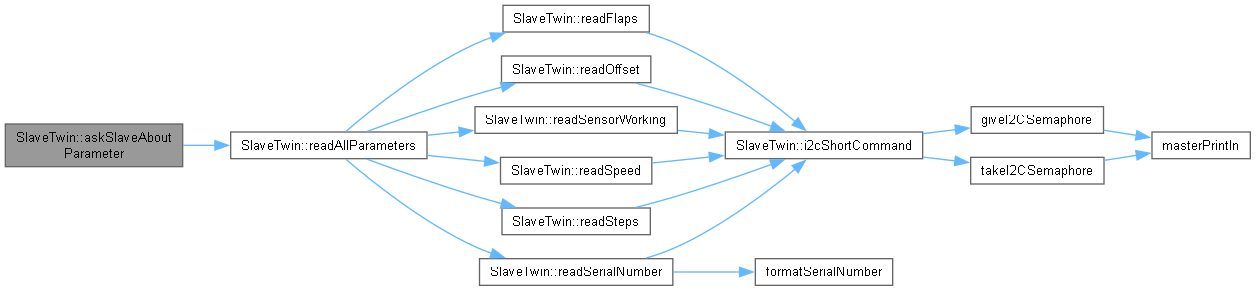 SlaveTwin::askSlaveAbout
Parameter
SlaveTwin::readAllParameters
SlaveTwin::readFlaps
SlaveTwin::readOffset
SlaveTwin::readSensorWorking
SlaveTwin::readSpeed
SlaveTwin::readSteps
SlaveTwin::readSerialNumber
SlaveTwin::i2cShortCommand
formatSerialNumber
giveI2CSemaphore
takeI2CSemaphore
masterPrintln